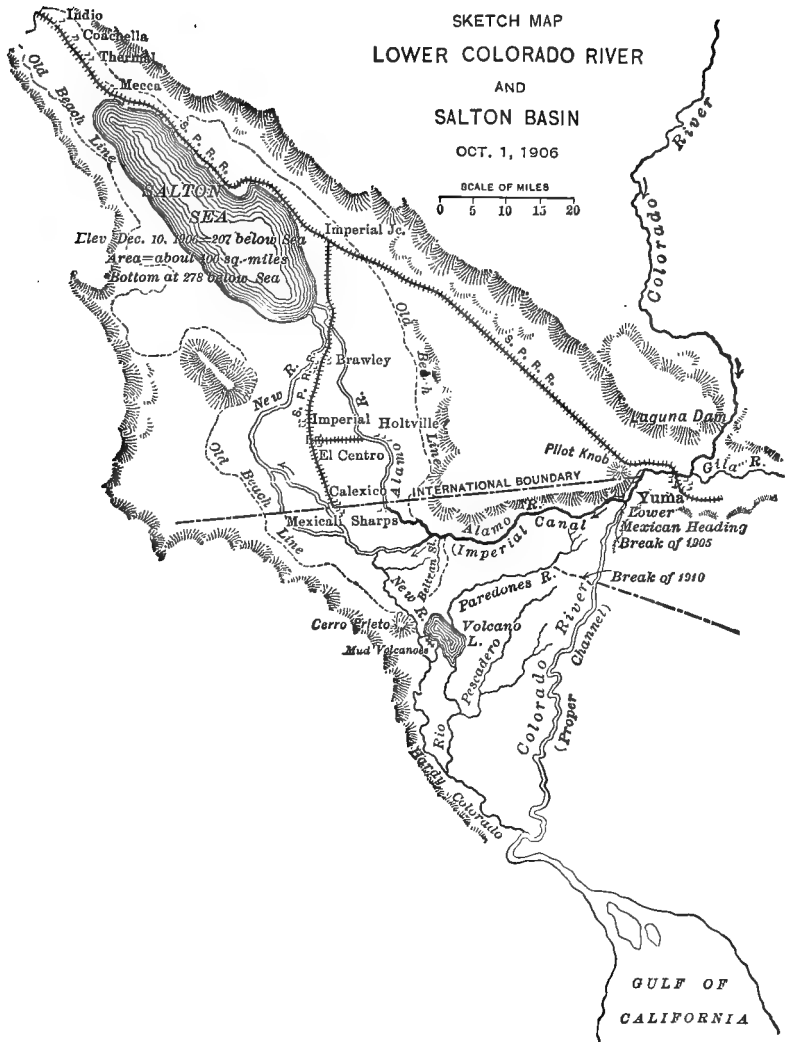 SKETCH MAP
LOWER COLORADO RIVER
AND
SALTON BASIN
OCT. 1, 1906
SCALE OF MILES
0 5 10 15 20
Indio
Coachella
Thermal
Mecca
Old Beach Line
S. P. R. R.
SALTON
SEA
Elev Dec. 10. 1906=207 below Sea
Area=about 400 sq.-miles
Bottom at 278 below Sea
Imperial Jc.
Colorado River
Old Beach Line
S. P. R. R.
Brawley
New R.
S. P. R. R.
R.
Imperial
Holtville
El Centro
Alamo
Old Beach Line
Calexico
Mexicali
Sharps
INTERNATIONAL BOUNDARY
Laguna Dam
Pilot Knob
Gila R.
Yuma
Lower
Mexican Heading
Break of 1905
Alamo R.
(Imperial Canal
Break of 1910
New R.
Beltran Sl.
Paredones R.
Cerro Prieto
Mud Volcanoes
Volcano
L.
Pescadero
Colorado River
(Proper Channel)
Rio
Hardy Colorado
GULF OF
CALIFORNIA